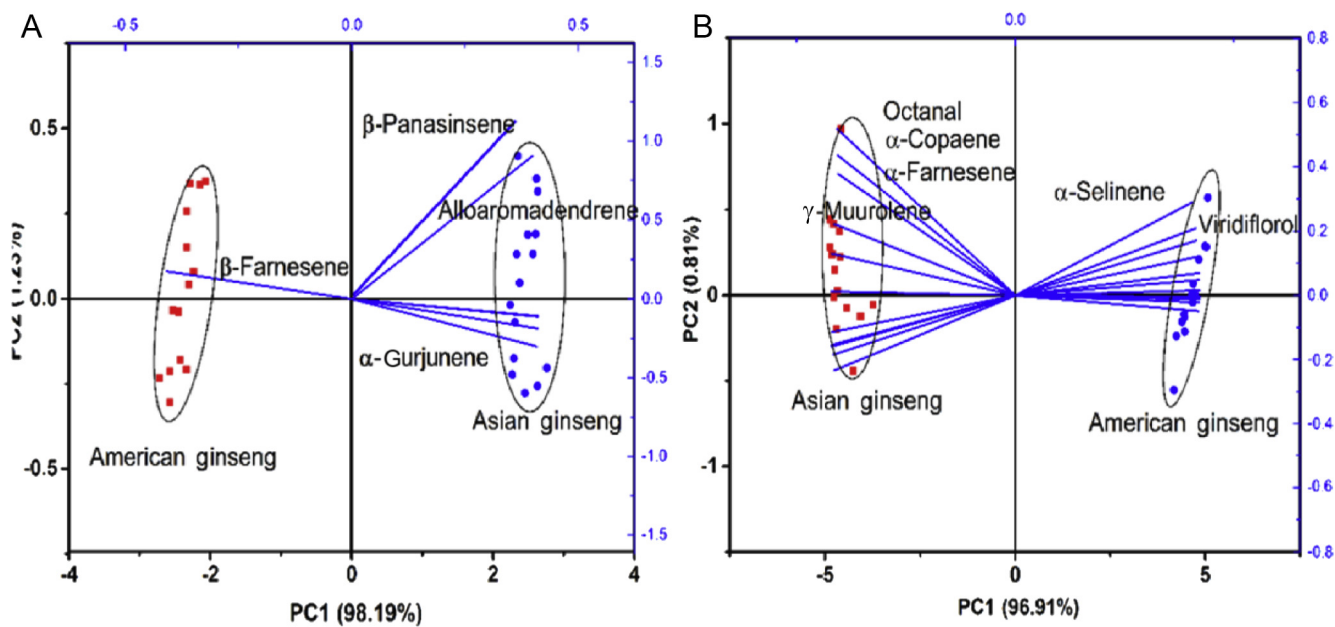 A
-0.5
0.0
0.5
0.5
0.0
-0.5
1.5
1.0
0.5
0.0
-0.5
-1.0
-1.5
β-Panasinsene
Alloaromadendrene
β-Farnesene
α-Gurjunene
Asian ginseng
American ginseng
-4
-2
0
2
4
PC1 (98.19%)
B
0.0
PC2 (0.81%)
1
0
-1
0.8
0.6
0.4
0.2
0.0
-0.2
-0.4
-0.6
-0.8
Octanal
α-Copaene
α-Farnesene
γ-Muurolene
α-Selinene
Viridiflorol
Asian ginseng
American ginseng
-5
0
5
PC1 (96.91%)